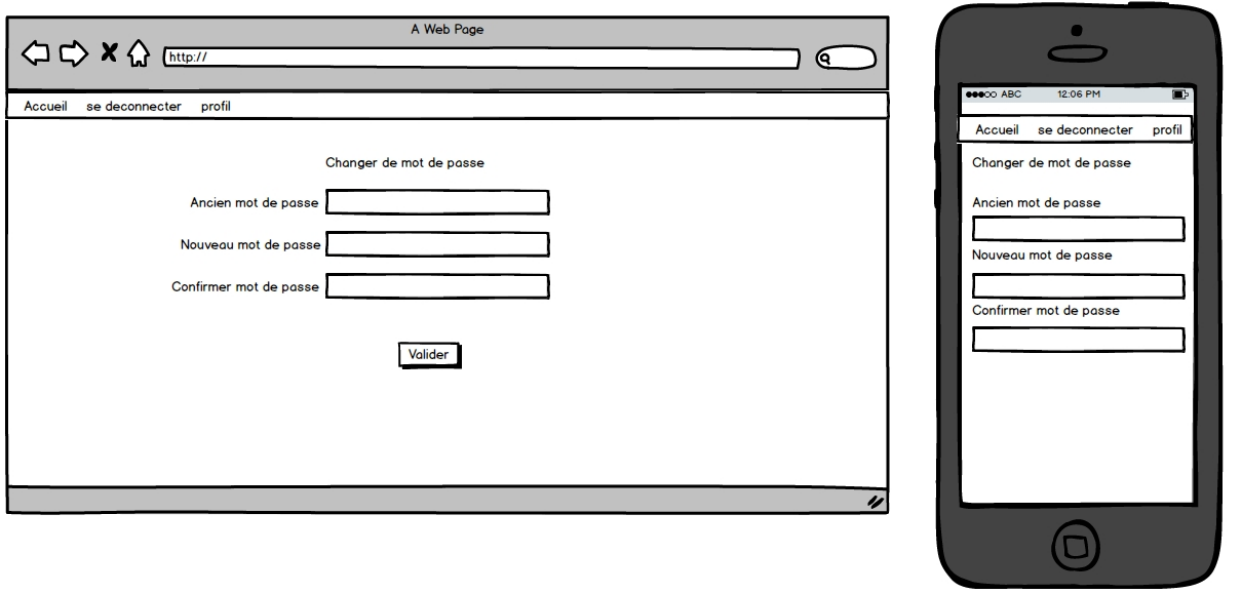 A Web Page
http://
Accueil se deconnecter profil
Changer de mot de passe
Ancien mot de passe
Nouveau mot de passe
Confirmer mot de passe
Valider
ABC 12:06 PM
Accueil se deconnecter profil
Changer de mot de passe
Ancien mot de passe
Nouveau mot de passe
Confirmer mot de passe